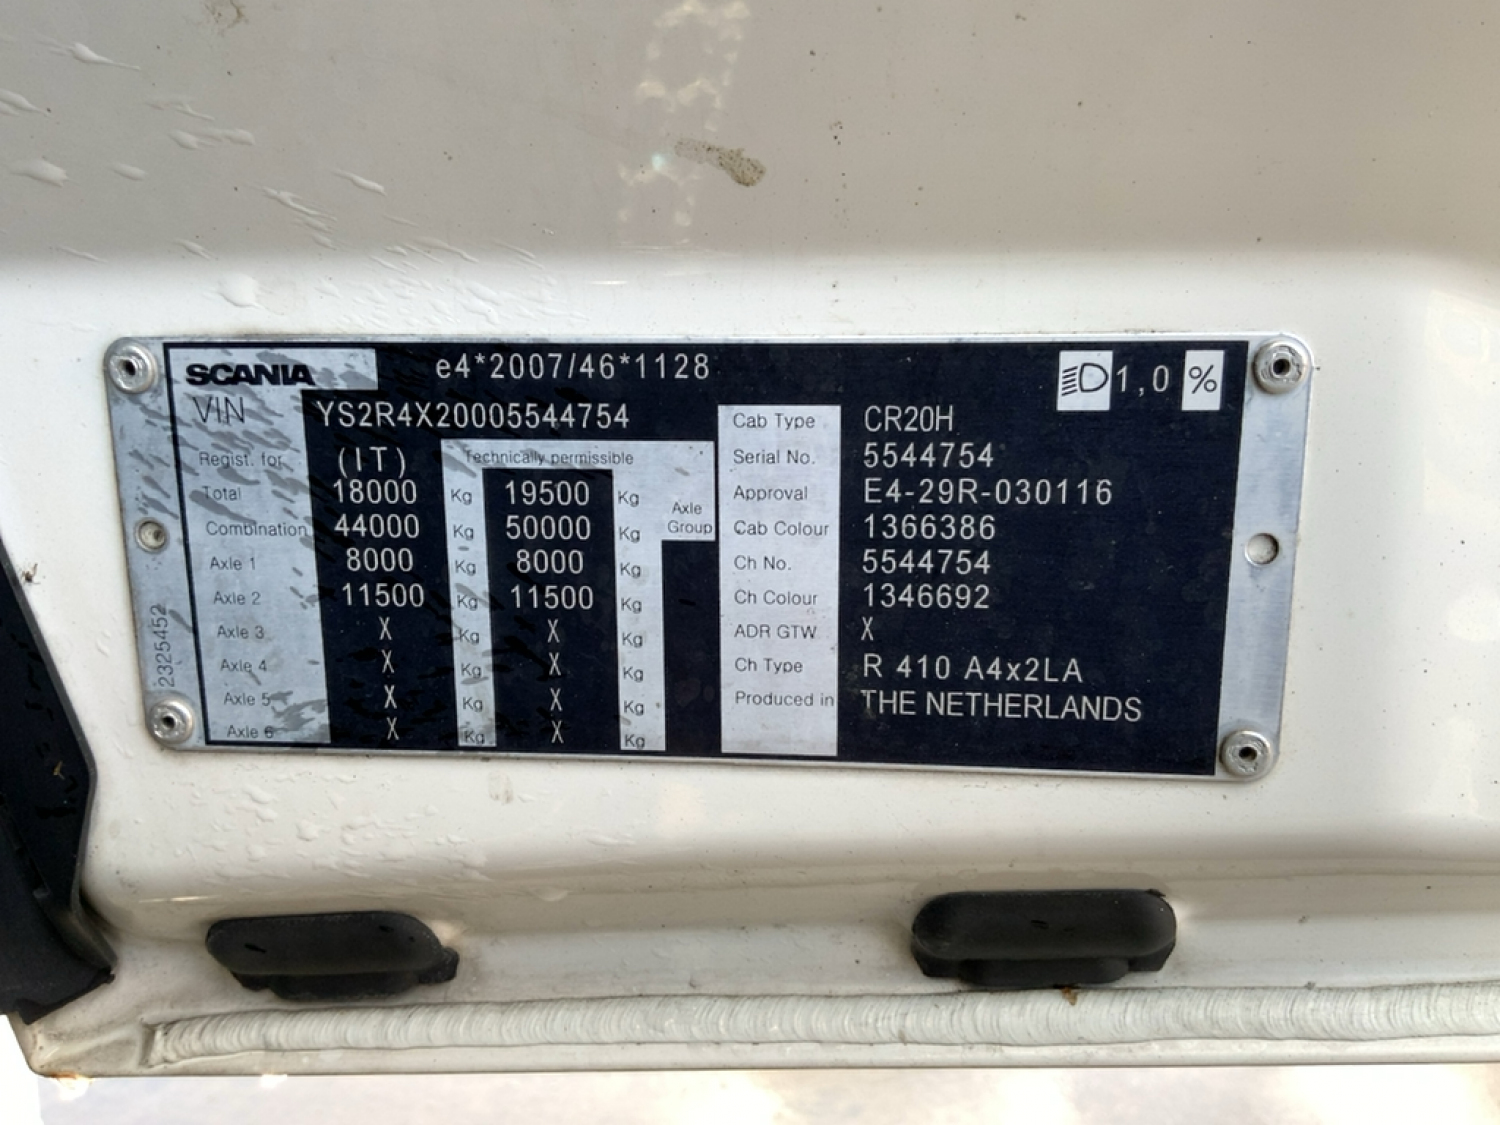 SCANIA e4*2007/46*1128 1,0 %
VIN YS2R4X20005544754
Regist. for (IT) Technically permissible
Total 18000 Kg 19500 Kg Axle Group
Combination 44000 Kg 50000 Kg
Axle 1 8000 Kg 8000 Kg
Axle 2 11500 Kg 11500 Kg
Axle 3 X Kg X Kg
Axle 4 X Kg X Kg
Axle 5 X Kg X Kg
Axle 6 X Kg X Kg
2325452
Cab Type CR20H
Serial No. 5544754
Approval E4-29R-030116
Cab Colour 1366386
Ch No. 5544754
Ch Colour 1346692
ADR GTW X
Ch Type R 410 A4x2LA
Produced in THE NETHERLANDS